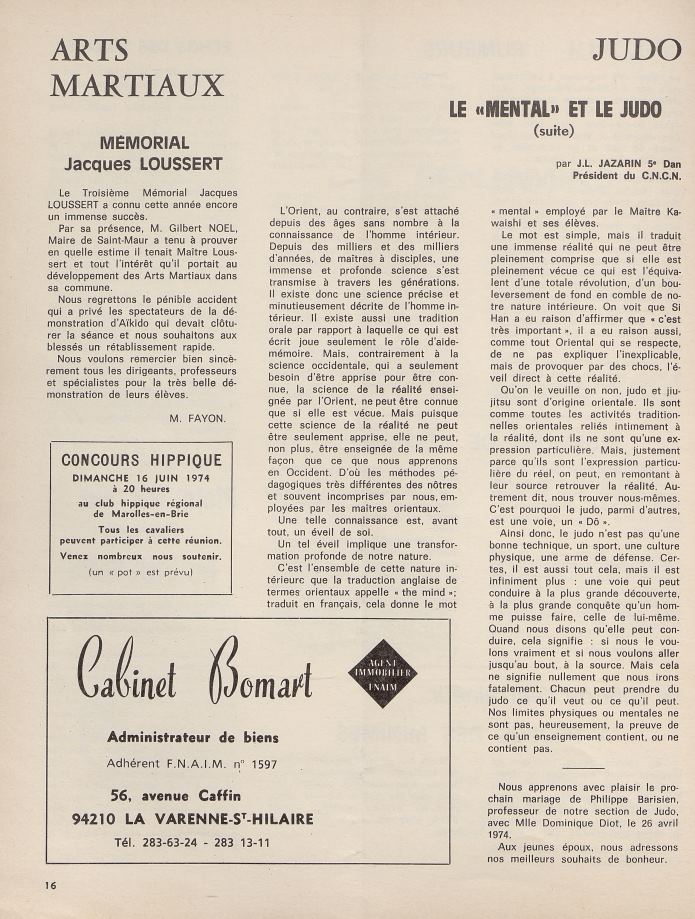 ARTS
MARTIAUX
MÉMORIAL
Jacques LOUSSERT
Le Troisième Mémorial Jacques
LOUSSERT a connu cette année encore
un immense succès.
Par sa présence, M. Gilbert NOEL,
Maire de Saint-Maur a tenu à prouver
en quelle estime il tenait Maître Lous-
sert et tout l'intérêt qu'il portait au
développement des Arts Martiaux dans
sa commune.
Nous regrettons le pénible accident
qui a privé les spectateurs de la dé-
monstration d'Aïkido qui devait clôtu-
rer la séance et nous souhaitons aux
blessés un rétablissement rapide.
Nous voulons remercier bien sincè-
rement tous les dirigeants, professeurs
et spécialistes pour la très belle dé-
monstration de leurs élèves.
M. FAYON.
CONCOURS HIPPIQUE
DIMANCHE 16 JUIN 1974
à 20 heures
au club hippique régional
de Marolles-en-Brie
Tous les cavaliers
peuvent participer à cette réunion.
Venez nombreux nous soutenir.
(un « pot » est prévu)
JUDO
LE «MENTAL» ET LE JUDO
(suite)
par J.L. JAZARIN 5e Dan
Président du C.N.C.N.
L'Orient, au contraire, s'est attaché
depuis des âges sans nombre à la
connaissance de l'homme intérieur.
Depuis des milliers et des milliers
d'années, de maîtres à disciples, une
immense et profonde science s'est
transmise à travers les générations.
Il existe donc une science précise et
minutieusement décrite de l'homme in-
térieur. Il existe aussi une tradition
orale par rapport à laquelle ce qui est
écrit joue seulement le rôle d'aide-
mémoire. Mais, contrairement à la
science occidentale, qui a seulement
besoin d'être apprise pour être con-
nue, la science de la réalité ensei-
gnée par l'Orient, ne peut être connue
que si elle est vécue. Mais puisque
cette science de la réalité ne peut
être seulement apprise, elle ne peut,
non plus, être enseignée de la même
façon que ce que nous apprenons
en Occident. D'où les méthodes pé-
dagogiques très différentes des nôtres
et souvent incomprises par nous, em-
ployées par les maîtres orientaux.
Une telle connaissance est, avant
tout, un éveil de soi.
Un tel éveil implique une transfor-
mation profonde de notre nature.
C'est l'ensemble de cette nature in-
térieure que la traduction anglaise de
termes orientaux appelle « the mind »;
traduit en français, cela donne le mot
« mental » employé par le Maître Ka-
waishi et ses élèves.
Le mot est simple, mais il traduit
une immense réalité qui ne peut être
pleinement comprise que si elle est
pleinement vécue ce qui est l'équiva-
lent d'une totale révolution, d'un bou-
leversement de fond en comble de no-
tre nature intérieure. On voit que Si
Han a eu raison d'affirmer que « c'est
très important », il a eu raison aussi,
comme tout Oriental qui se respecte,
de ne pas expliquer l'inexplicable,
mais de provoquer par des chocs, l'é-
veil direct à cette réalité.
Qu'on le veuille on non, judo et jiu-
jitsu sont d'origine orientale. Ils sont
comme toutes les activités tradition-
nelles orientales reliés intimement à
la réalité, dont ils ne sont qu'une ex-
pression particulière. Mais, justement
parce qu'ils sont l'expression particu-
lière du réel, on peut, en remontant à
leur source retrouver la réalité. Au-
trement dit, nous trouver nous-mêmes.
C'est pourquoi le judo, parmi d'autres,
est une voie, un « Dô ».
Ainsi donc, le judo n'est pas qu'une
bonne technique, un sport, une culture
physique, une arme de défense. Cer-
tes, il est aussi tout cela, mais il est
infiniment plus : une voie qui peut
conduire à la plus grande découverte,
à la plus grande conquête qu'un hom-
me puisse faire, celle de lui-même.
Quand nous disons qu'elle peut con-
duire, cela signifie : si nous le vou-
lons vraiment et si nous voulons aller
jusqu'au bout, à la source. Mais cela
ne signifie nullement que nous irons
fatalement. Chacun peut prendre du
judo ce qu'il veut ou ce qu'il peut.
Nos limites physiques ou mentales ne
sont pas, heureusement, la preuve de
ce qu'un enseignement contient, ou ne
contient pas.
Nous apprenons avec plaisir le pro-
chain mariage de Philippe Barisien,
professeur de notre section de Judo,
avec Mlle Dominique Diot, le 26 avril
1974.
Aux jeunes époux, nous adressons
nos meilleurs souhaits de bonheur.
Cabinet Bomart
AGENT
IMMOBILIER
FNAIM
Administrateur de biens
Adhérent F.N.A.I.M. n° 1597
56, avenue Caffin
94210 LA VARENNE-ST-HILAIRE
Tél. 283-63-24 - 283 13-11
16